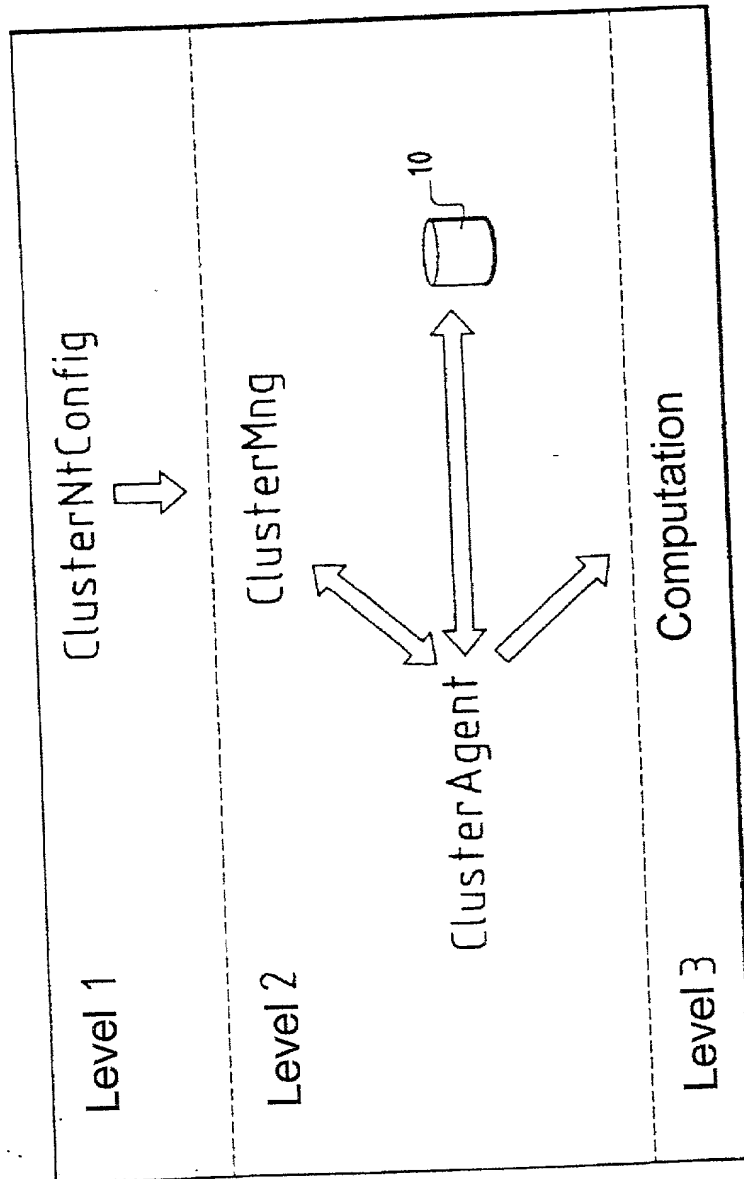 Level 1
ClusterNtConfig
Level 2
ClusterMng
ClusterAgent
10
Level 3
Computation